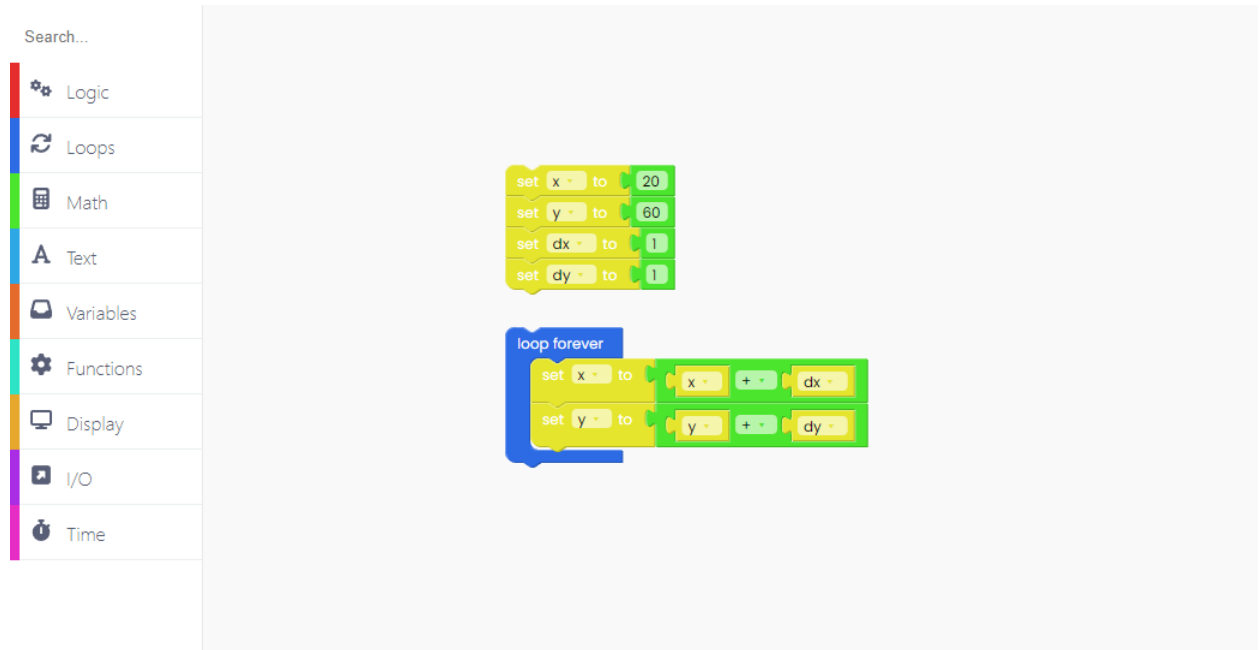 Search...
Logic
Loops
Math
Text
Variables
Functions
Display
I/O
Time
set x to 20
set y to 60
set dx to 1
set dy to 1
loop forever
set x to x + dx
set y to y + dy